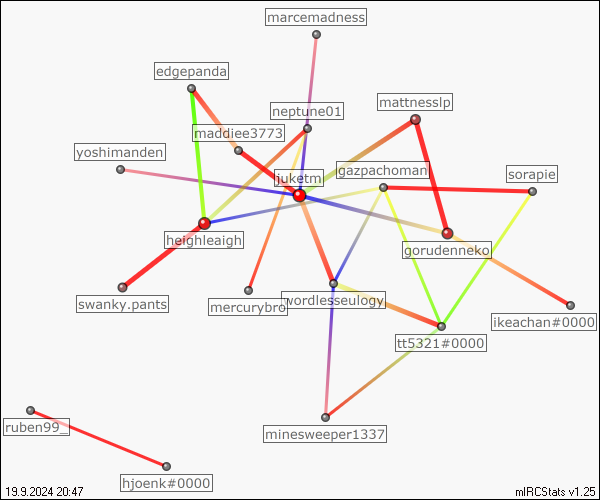 marcemadness
edgepanda
neptune01
mattnesslp
maddiee3773
yoshimanden
juketm
gazpachoman
sorapie
heighleaigh
gorudenneko
swanky.pants
mercurybro
wordlesseulogy
ikeachan#0000
tt5321#0000
ruben99_
minesweeper1337
hjoenk#0000
19.9.2024 20:47
mIRCStats v1.25